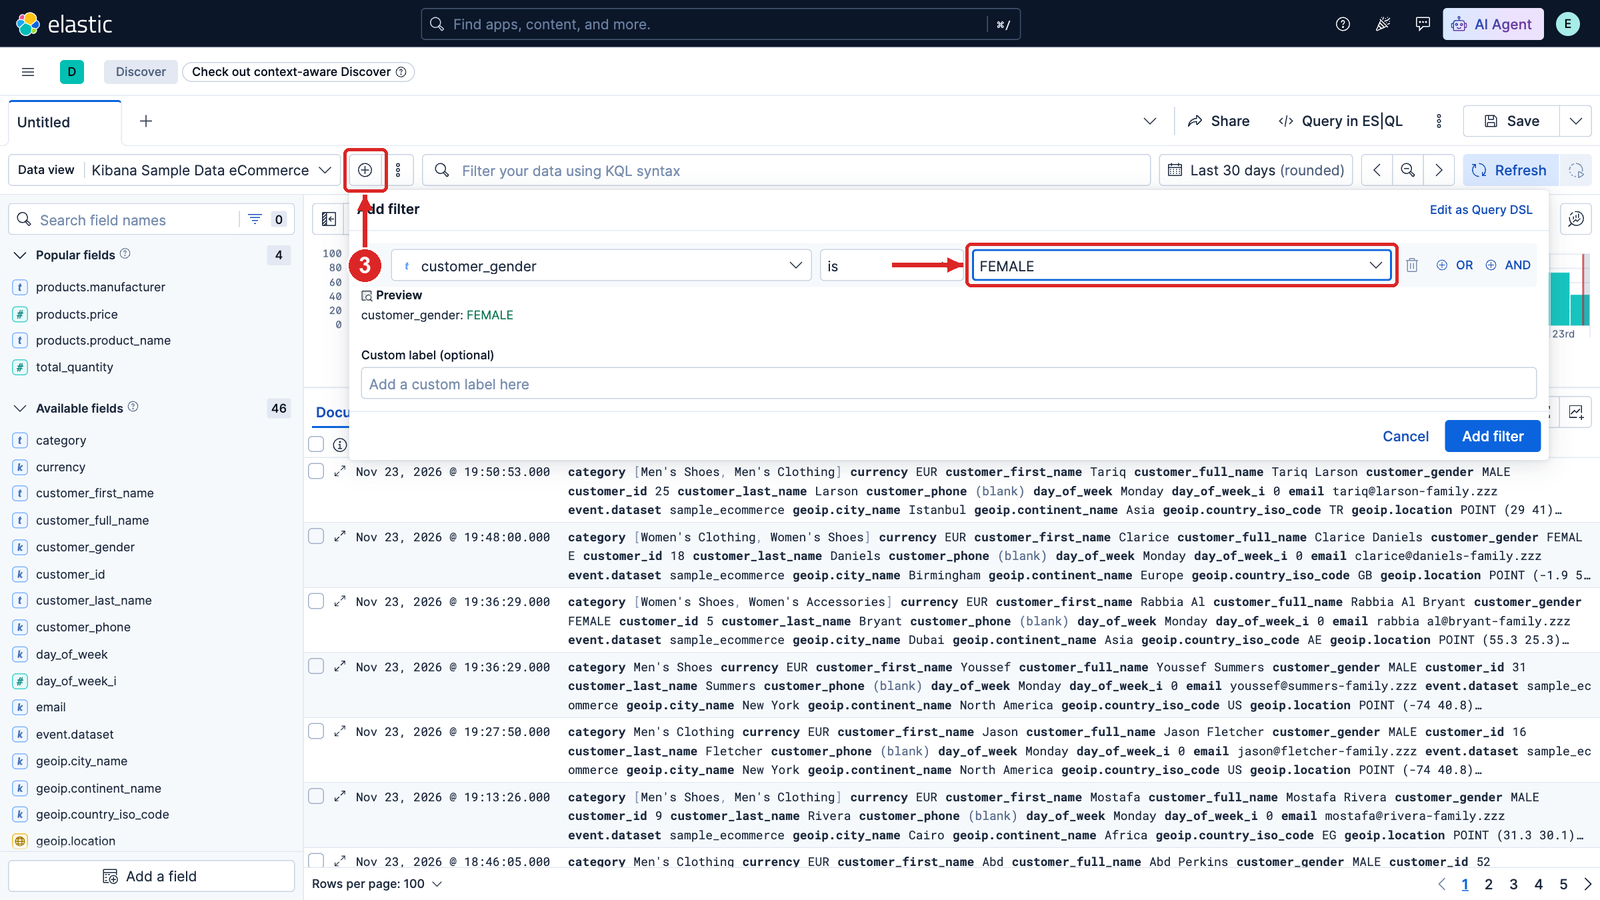 elastic
Find apps, content, and more.
⌘/
AI Agent
E
D
Discover
Check out context-aware Discover
Untitled
Share
Query in ES|QL
Save
Data view
Kibana Sample Data eCommerce
Filter your data using KQL syntax
Last 30 days (rounded)
Refresh
Search field names
0
Add filter
Edit as Query DSL
3
t customer_gender
is
FEMALE
OR
AND
Preview
customer_gender: FEMALE
Custom label (optional)
Add a custom label here
Cancel
Add filter
100
80
60
40
20
0
23rd
Popular fields
4
t products.manufacturer
# products.price
t products.product_name
# total_quantity
Available fields
46
t category
k currency
t customer_first_name
t customer_full_name
k customer_gender
k customer_id
t customer_last_name
k customer_phone
k day_of_week
# day_of_week_i
k email
k event.dataset
k geoip.city_name
k geoip.continent_name
k geoip.country_iso_code
geoip.location
Add a field
Docu
Nov 23, 2026 @ 19:50:53.000
category [Men's Shoes, Men's Clothing] currency EUR customer_first_name Tariq customer_full_name Tariq Larson customer_gender MALE
customer_id 25 customer_last_name Larson customer_phone (blank) day_of_week Monday day_of_week_i 0 email tariq@larson-family.zzz
event.dataset sample_ecommerce geoip.city_name Istanbul geoip.continent_name Asia geoip.country_iso_code TR geoip.location POINT (29 41)…
Nov 23, 2026 @ 19:48:00.000
category [Women's Clothing, Women's Shoes] currency EUR customer_first_name Clarice customer_full_name Clarice Daniels customer_gender FEMAL
E customer_id 18 customer_last_name Daniels customer_phone (blank) day_of_week Monday day_of_week_i 0 email clarice@daniels-family.zzz
event.dataset sample_ecommerce geoip.city_name Birmingham geoip.continent_name Europe geoip.country_iso_code GB geoip.location POINT (-1.9 5…
Nov 23, 2026 @ 19:36:29.000
category [Women's Shoes, Women's Accessories] currency EUR customer_first_name Rabbia Al customer_full_name Rabbia Al Bryant customer_gender
FEMALE customer_id 5 customer_last_name Bryant customer_phone (blank) day_of_week Monday day_of_week_i 0 email rabbia al@bryant-family.zzz
event.dataset sample_ecommerce geoip.city_name Dubai geoip.continent_name Asia geoip.country_iso_code AE geoip.location POINT (55.3 25.3)…
Nov 23, 2026 @ 19:36:29.000
category Men's Shoes currency EUR customer_first_name Youssef customer_full_name Youssef Summers customer_gender MALE customer_id 31
customer_last_name Summers customer_phone (blank) day_of_week Monday day_of_week_i 0 email youssef@summers-family.zzz event.dataset sample_ec
ommerce geoip.city_name New York geoip.continent_name North America geoip.country_iso_code US geoip.location POINT (-74 40.8)…
Nov 23, 2026 @ 19:27:50.000
category Men's Clothing currency EUR customer_first_name Jason customer_full_name Jason Fletcher customer_gender MALE customer_id 16
customer_last_name Fletcher customer_phone (blank) day_of_week Monday day_of_week_i 0 email jason@fletcher-family.zzz event.dataset sample_ec
ommerce geoip.city_name New York geoip.continent_name North America geoip.country_iso_code US geoip.location POINT (-74 40.8)…
Nov 23, 2026 @ 19:13:26.000
category [Men's Shoes, Men's Clothing] currency EUR customer_first_name Mostafa customer_full_name Mostafa Rivera customer_gender MALE
customer_id 9 customer_last_name Rivera customer_phone (blank) day_of_week Monday day_of_week_i 0 email mostafa@rivera-family.zzz
event.dataset sample_ecommerce geoip.city_name Cairo geoip.continent_name Africa geoip.country_iso_code EG geoip.location POINT (31.3 30.1)…
Nov 23, 2026 @ 18:46:05.000
category Men's Clothing currency EUR customer_first_name Abd customer_full_name Abd Perkins customer_gender MALE customer_id 52
Rows per page: 100
1 2 3 4 5